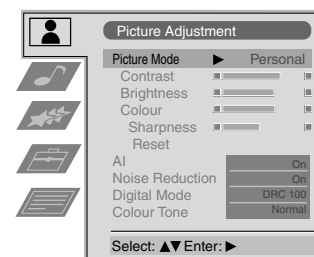 Picture Adjustment
Picture Mode ▶ Personal
Contrast
Brightness
Colour
Sharpness
Reset
AI On
Noise Reduction On
Digital Mode DRC 100
Colour Tone Normal
Select: ▲▼ Enter: ▶